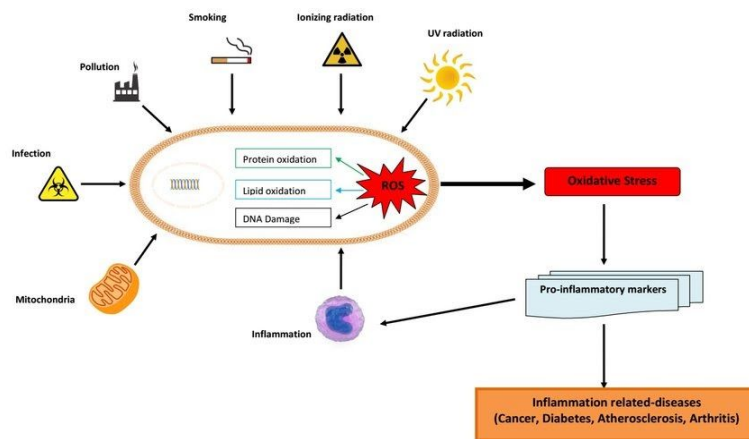 Smoking
Ionizing radiation
UV radiation
Pollution
Infection
Protein oxidation
Lipid oxidation
DNA Damage
ROS
Oxidative Stress
Mitochondria
Inflammation
Pro-inflammatory markers
Inflammation related-diseases
(Cancer, Diabetes, Atherosclerosis, Arthritis)